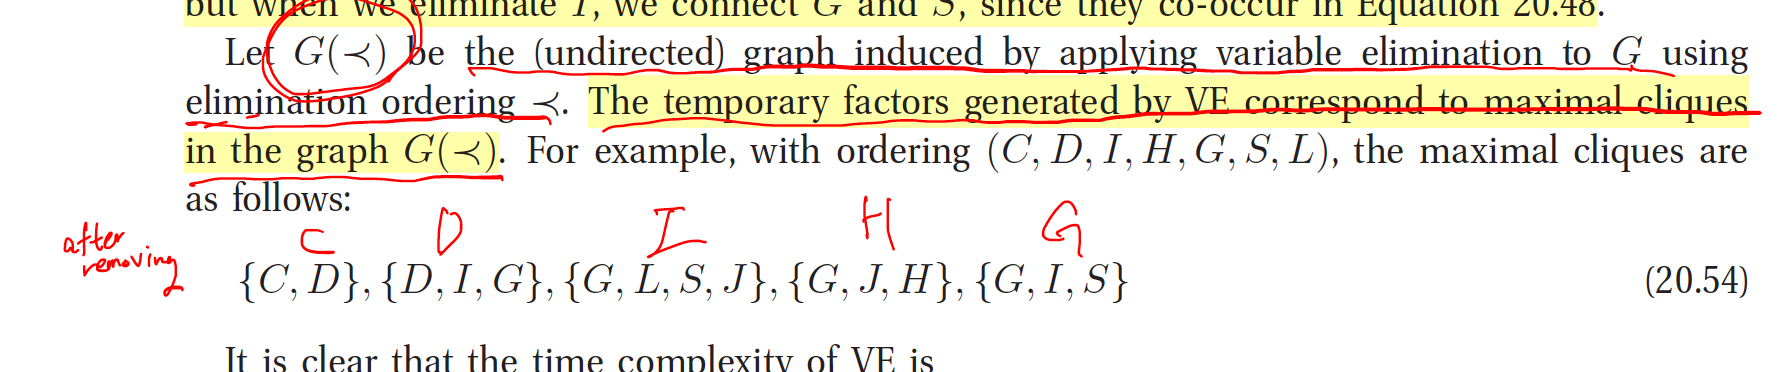 but when we eliminate I, we connect G and S, since they co-occur in Equation 20.48.
Let G(≺) be the (undirected) graph induced by applying variable elimination to G using
elimination ordering ≺. The temporary factors generated by VE correspond to maximal cliques
in the graph G(≺). For example, with ordering (C, D, I, H, G, S, L), the maximal cliques are
as follows:
after removing C D I H G
{C, D}, {D, I, G}, {G, L, S, J}, {G, J, H}, {G, I, S} (20.54)
It is clear that the time complexity of VE is